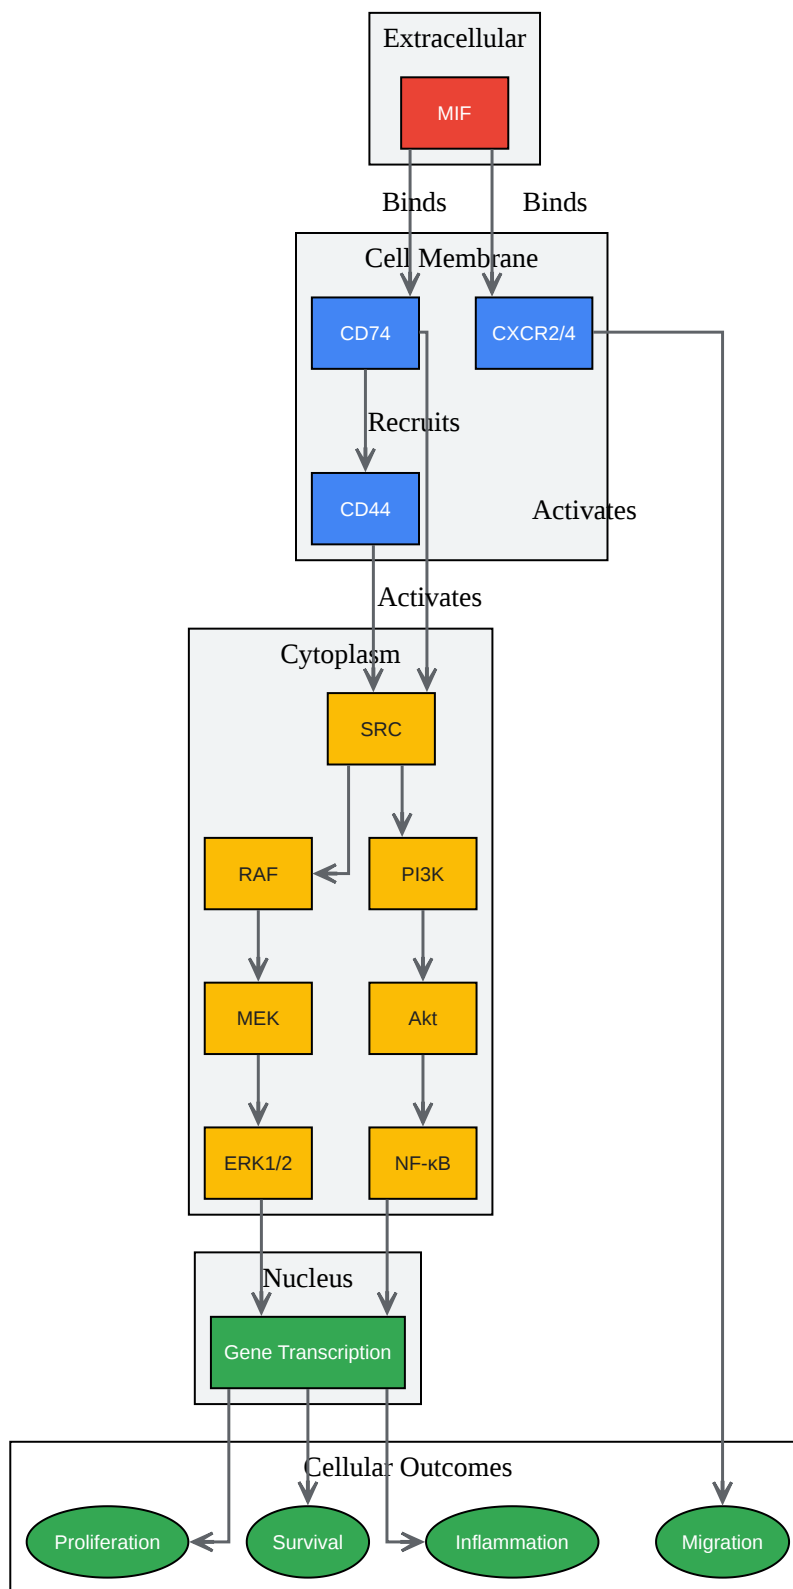 Extracellular
MIF
Binds
Binds
Cell Membrane
CD74
CXCR2/4
Recruits
CD44
Activates
Activates
Cytoplasm
SRC
RAF
PI3K
MEK
Akt
ERK1/2
NF-κB
Nucleus
Gene Transcription
Cellular Outcomes
Proliferation
Survival
Inflammation
Migration